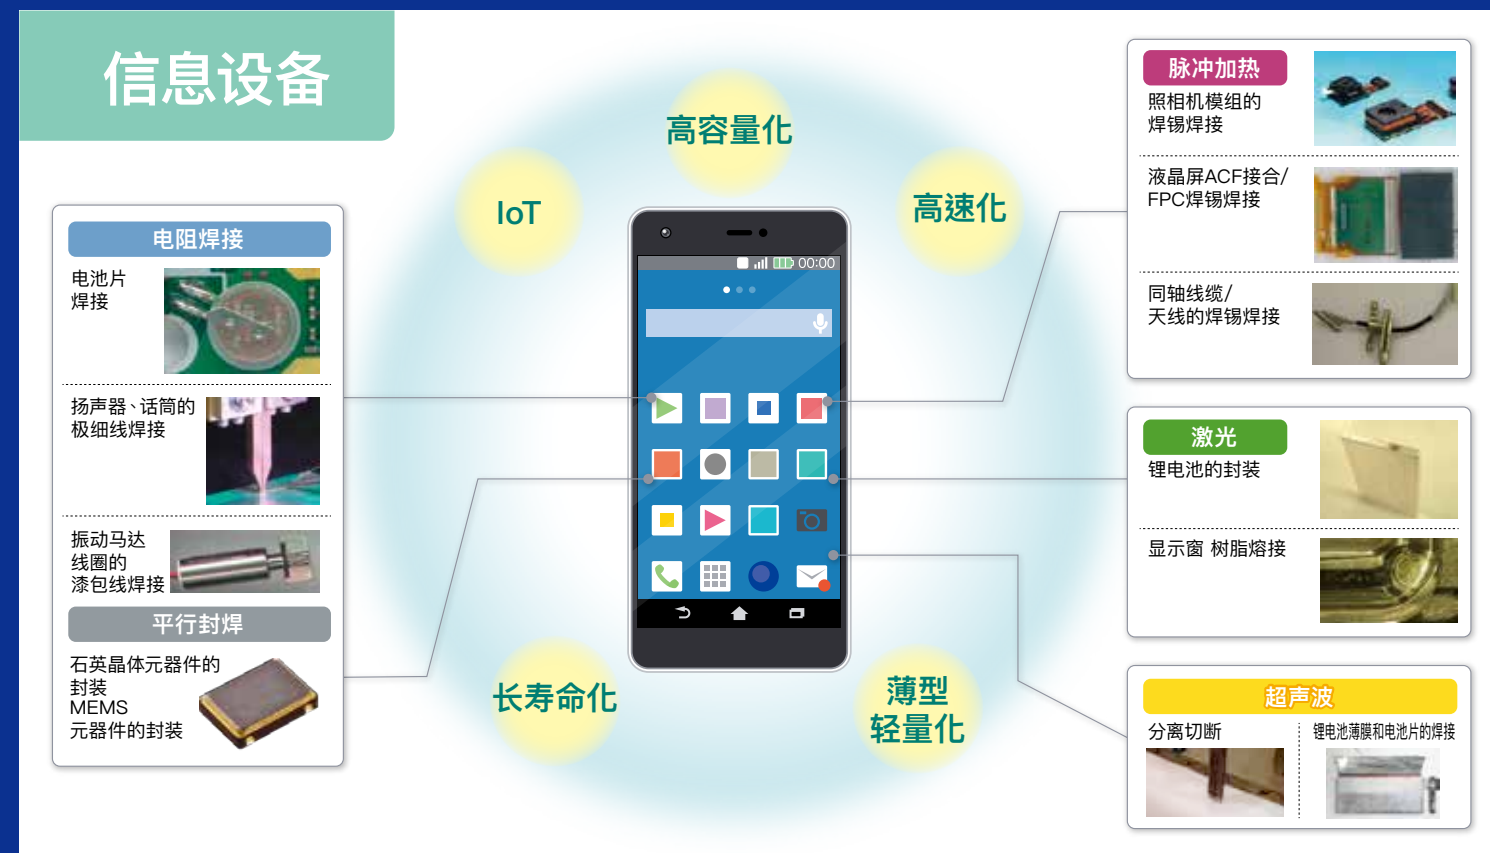 信息设备
高容量化
IoT
高速化
长寿命化
薄型
轻量化
00:00
电阻焊接
电池片
焊接
扬声器、话筒的
极细线焊接
振动马达
线圈的
漆包线焊接
平行封焊
石英晶体元器件的
封装
MEMS
元器件的封装
脉冲加热
照相机模组的
焊锡焊接
液晶屏ACF接合/
FPC焊锡焊接
同轴线缆/
天线的焊锡焊接
激光
锂电池的封装
显示窗 树脂熔接
超声波
分离切断
锂电池薄膜和电池片的焊接